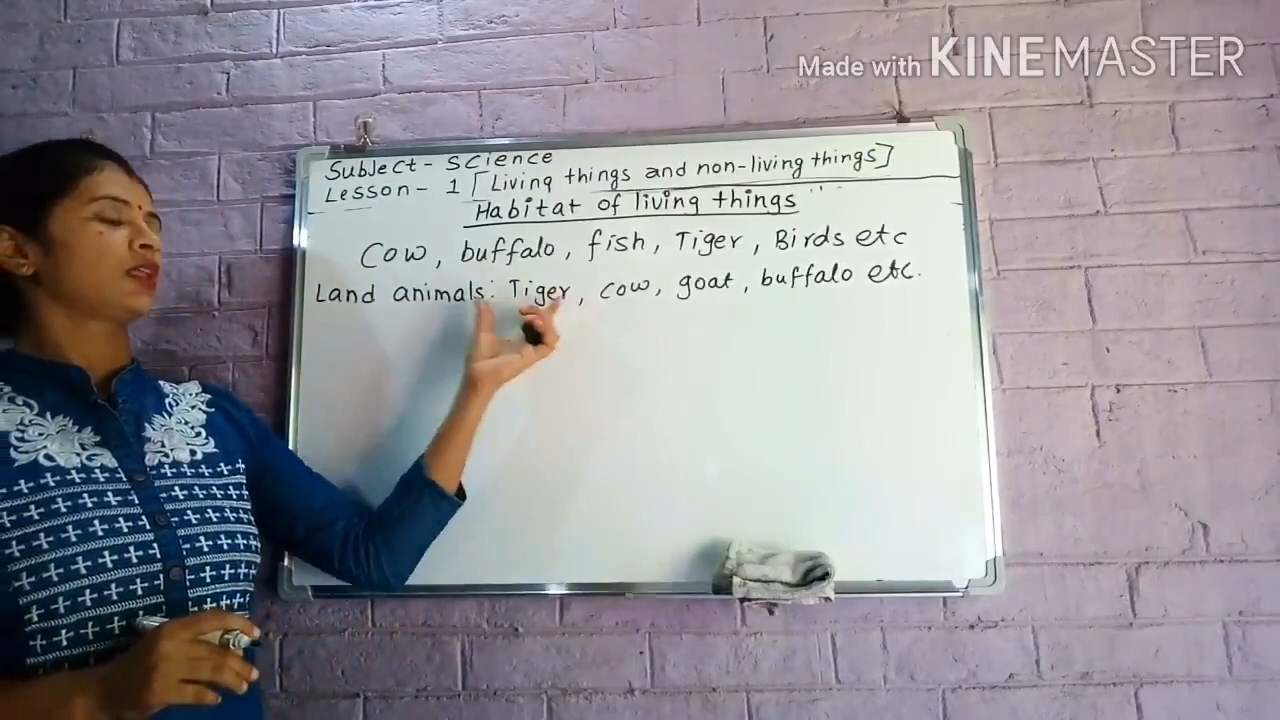 Made with KINEMASTER
Subject- Science
Lesson- 1 [Living things and non-living things]
Habitat of living things
Cow, buffalo, fish, Tiger, Birds etc
Land animals: Tiger, cow, goat, buffalo etc.